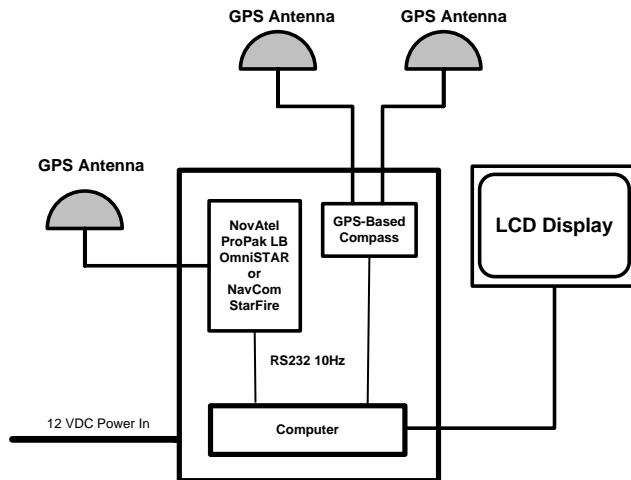 GPS Antenna
GPS Antenna
GPS Antenna
NovAtel
ProPak LB
OmniSTAR
or
NavCom
StarFire
GPS-Based
Compass
LCD Display
RS232 10Hz
12 VDC Power In
Computer